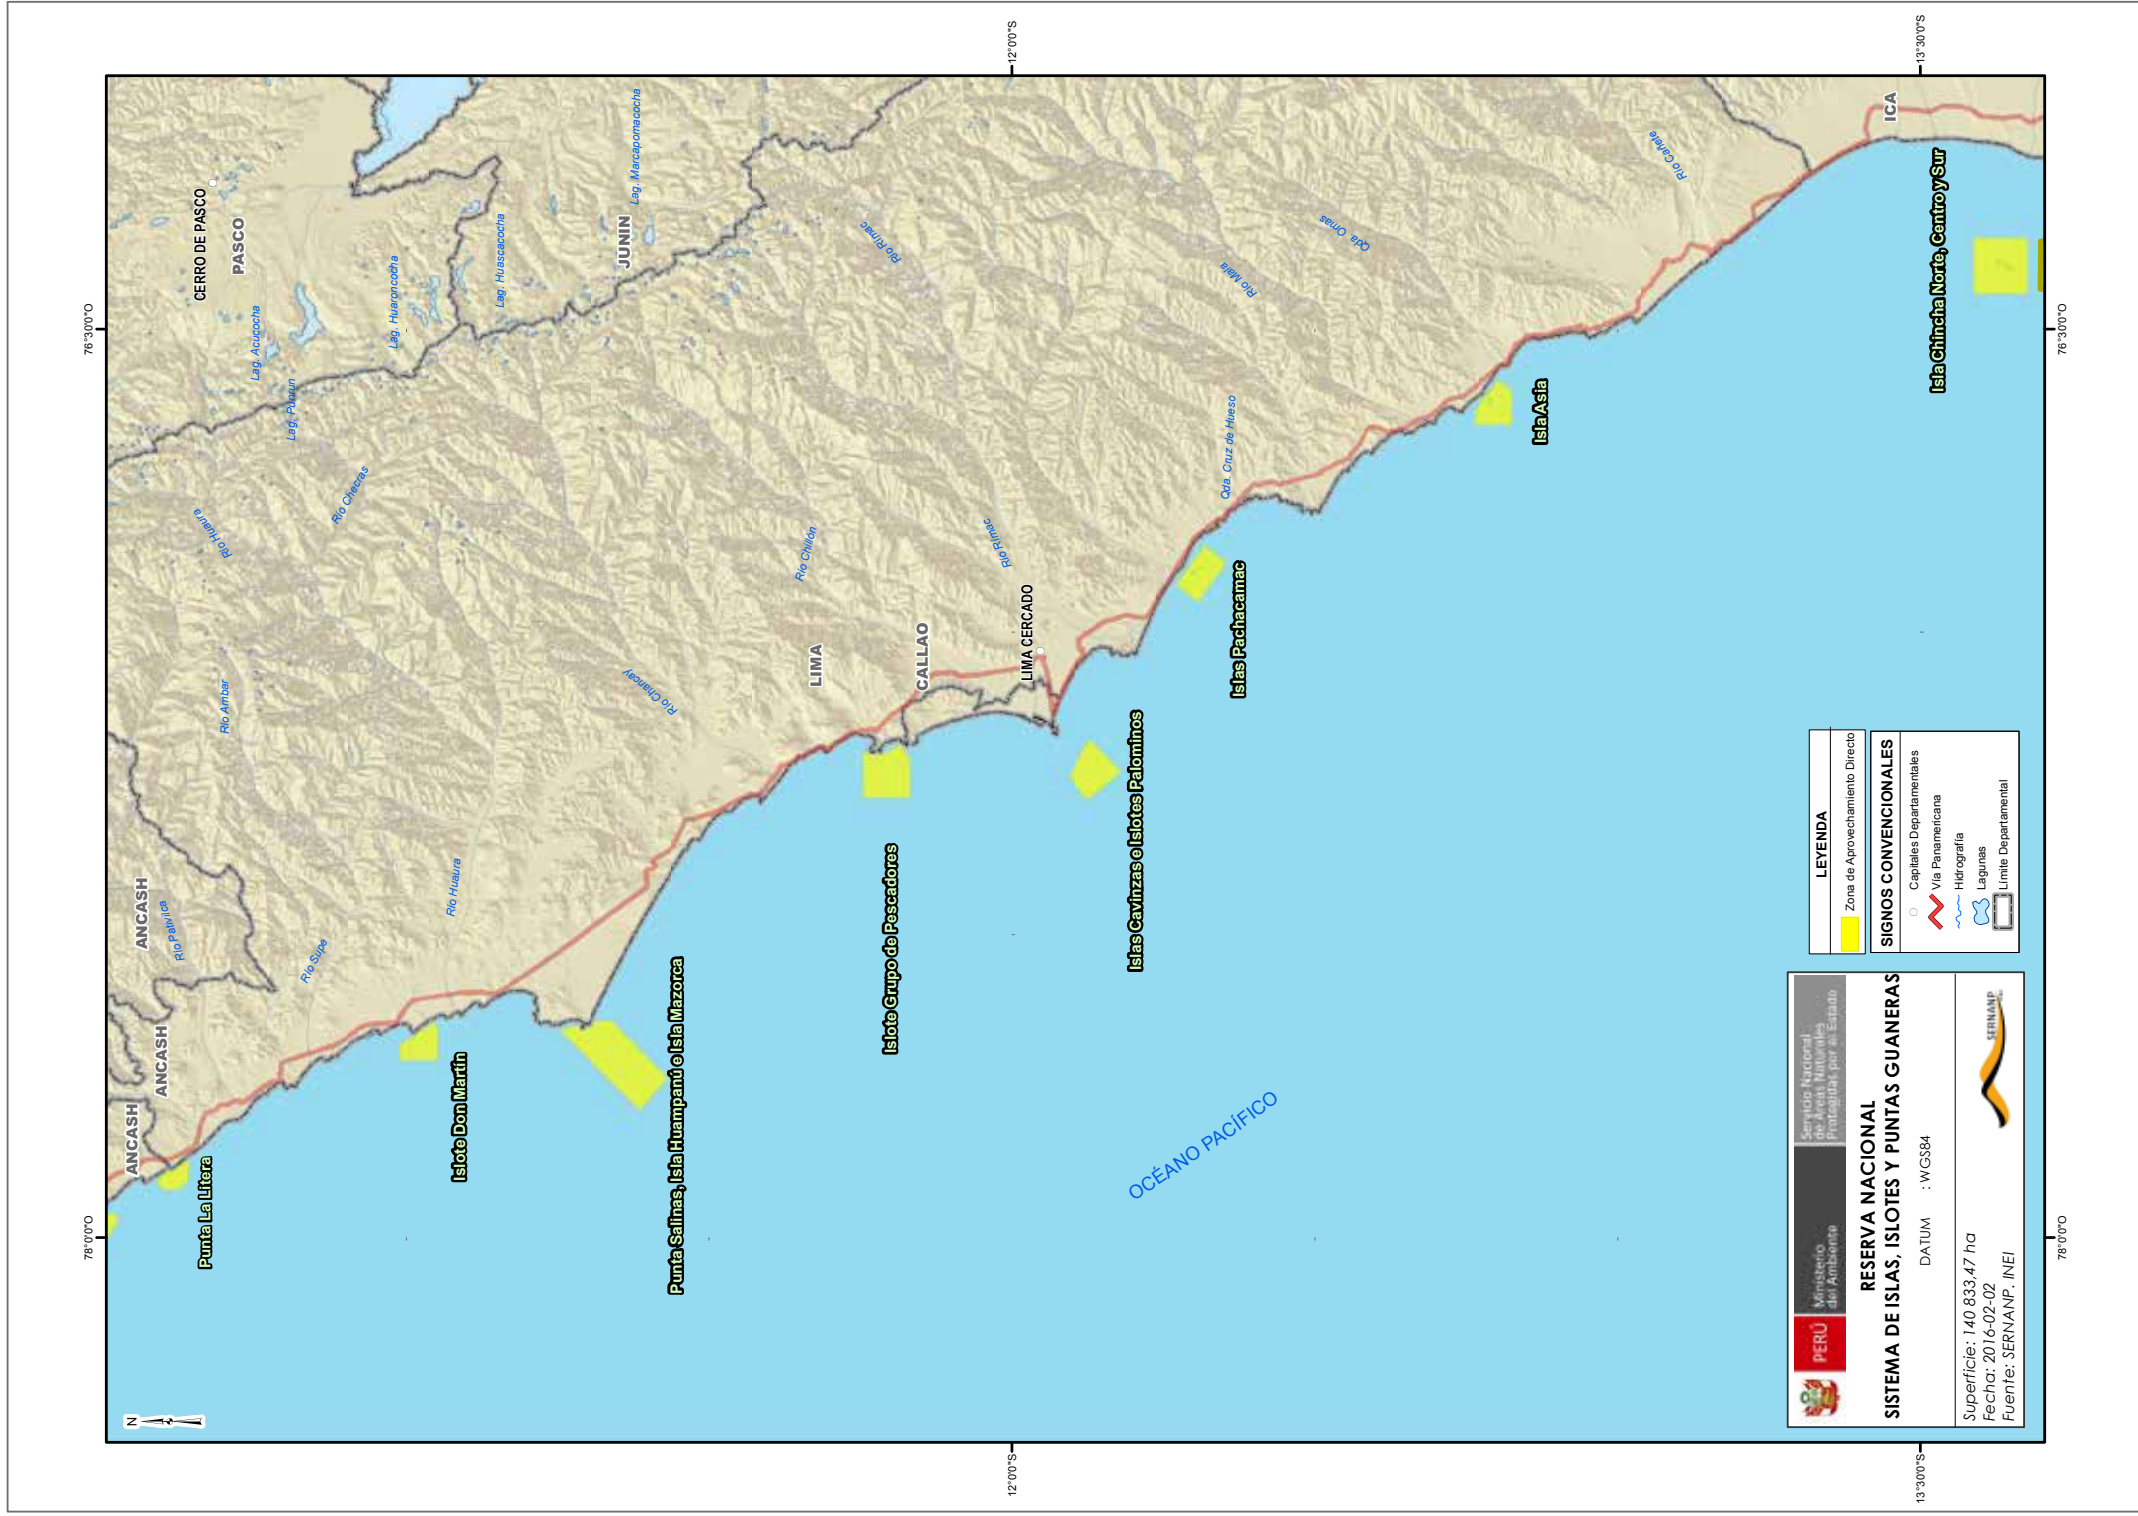 78°0'0"O
76°30'0"O
12°0'0"S
13°30'0"S
12°0'0"S
13°30'0"S
78°0'0"O
76°30'0"O
N
ANCASH
ANCASH
ANCASH
CERRO DE PASCO
PASCO
JUNIN
LIMA
CALLAO
LIMA CERCADO
ICA
Río Pativilca
Río Supe
Río Ambar
Río Huaura
Río Huaura
Río Checras
Lag. Punrun
Lag. Acucocha
Lag. Huaroncocha
Lag. Huascacocha
Lag. Marcapomacocha
Río Chancay
Río Chillón
Río Rímac
Río Rímac
Qda. Cruz de Hueso
Río Mala
Qda. Omas
Río Cañete
Punta La Litera
Islote Don Martín
Punta Salinas, Isla Huampanú e Isla Mazorca
Islote Grupo de Pescadores
Islas Cavinzas e Islotes Palominos
Islas Pachacamac
Isla Asia
Isla Chincha Norte, Centro y Sur
OCÉANO PACÍFICO
LEYENDA
Zona de Aprovechamiento Directo
SIGNOS CONVENCIONALES
Capitales Departamentales
Vía Panamericana
Hidrografía
Lagunas
Límite Departamental
PERÚ
Ministerio
del Ambiente
Servicio Nacional
de Áreas Naturales
Protegidas por el Estado
RESERVA NACIONAL
SISTEMA DE ISLAS, ISLOTES Y PUNTAS GUANERAS
DATUM : WGS84
Superficie: 140 833,47 ha
Fecha: 2016-02-02
Fuente: SERNANP. INEI
SERNANP